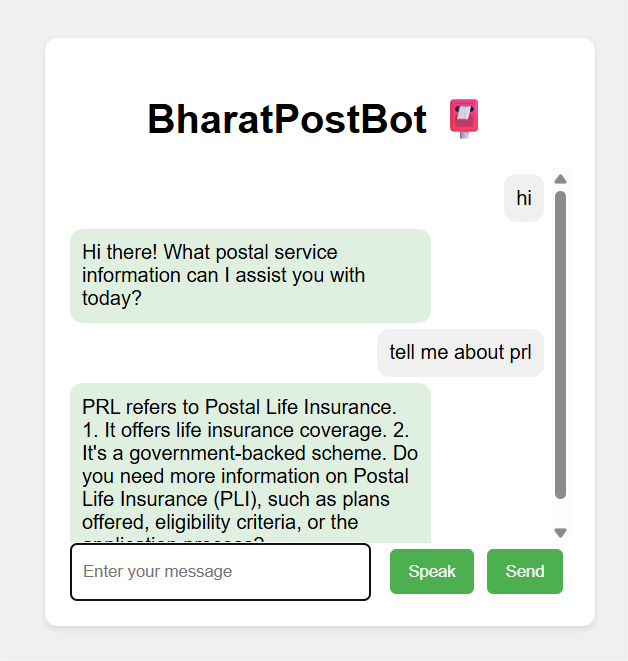 BharatPostBot
hi
Hi there! What postal service
information can I assist you with
today?
tell me about prl
PRL refers to Postal Life Insurance.
1. It offers life insurance coverage. 2.
It's a government-backed scheme. Do
you need more information on Postal
Life Insurance (PLI), such as plans
offered, eligibility criteria, or the
application process?
Enter your message
Speak
Send